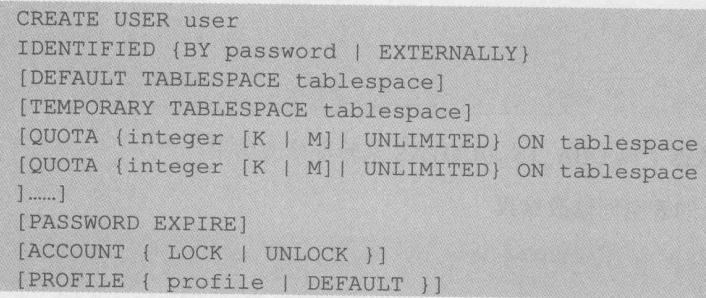 CREATE USER user
IDENTIFIED {BY password | EXTERNALLY}
[DEFAULT TABLESPACE tablespace]
[TEMPORARY TABLESPACE tablespace]
[QUOTA {integer [K | M]| UNLIMITED} ON tablespace
[QUOTA {integer [K | M]| UNLIMITED} ON tablespace
]……]
[PASSWORD EXPIRE]
[ACCOUNT { LOCK | UNLOCK }]
[PROFILE { profile | DEFAULT }]